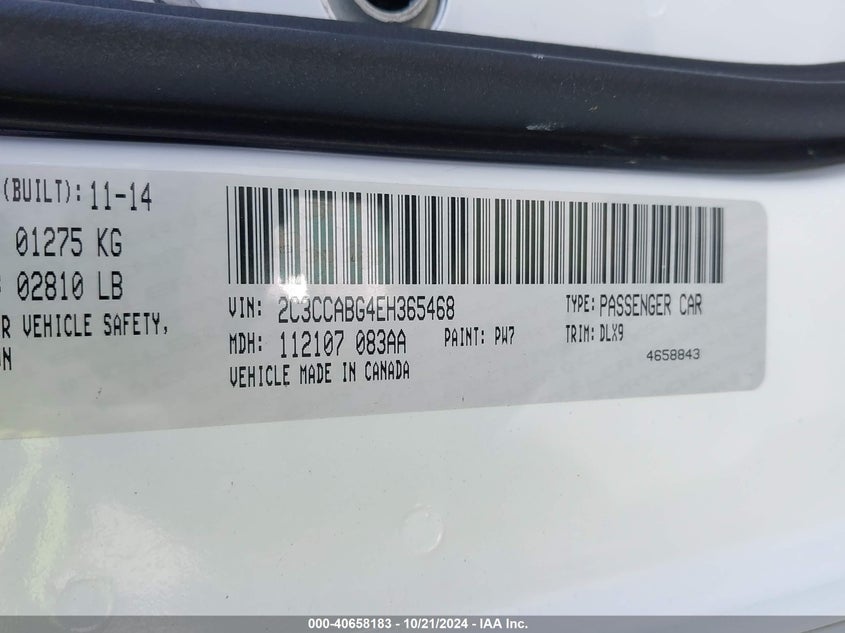 (BUILT): 11-14
01275 KG
02810 LB
R VEHICLE SAFETY,
N
VIN: 2C3CCABG4EH365468 TYPE: PASSENGER CAR
MDH: 112107 083AA PAINT: PW7 TRIM: DLX9
VEHICLE MADE IN CANADA 4658843
000-40658183 - 10/21/2024 - IAA Inc.